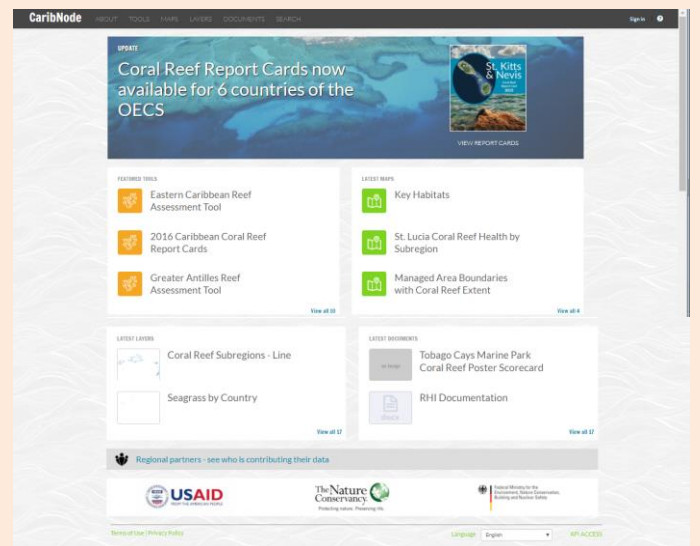 CaribNode ABOUT TOOLS MAPS LAYERS DOCUMENTS SEARCH Sign in
UPDATE
Coral Reef Report Cards now
available for 6 countries of the
OECS
St. Kitts
& Nevis
VIEW REPORT CARDS
FEATURED TOOLS
Eastern Caribbean Reef
Assessment Tool
2016 Caribbean Coral Reef
Report Cards
Greater Antilles Reef
Assessment Tool
View all 10
LATEST MAPS
Key Habitats
St. Lucia Coral Reef Health by
Subregion
Managed Area Boundaries
with Coral Reef Extent
View all 4
LATEST LAYERS
Coral Reef Subregions - Line
Seagrass by Country
View all 57
LATEST DOCUMENTS
Tobago Cays Marine Park
Coral Reef Poster Scorecard
RHI Documentation
View all 37
Regional partners - see who is contributing their data
USAID
FROM THE AMERICAN PEOPLE
The Nature
Conservancy
Protecting nature. Preserving life.
Federal Ministry for the
Environment, Nature Conservation,
Building and Nuclear Safety
Terms of Use | Privacy Policy
Language English API ACCESS